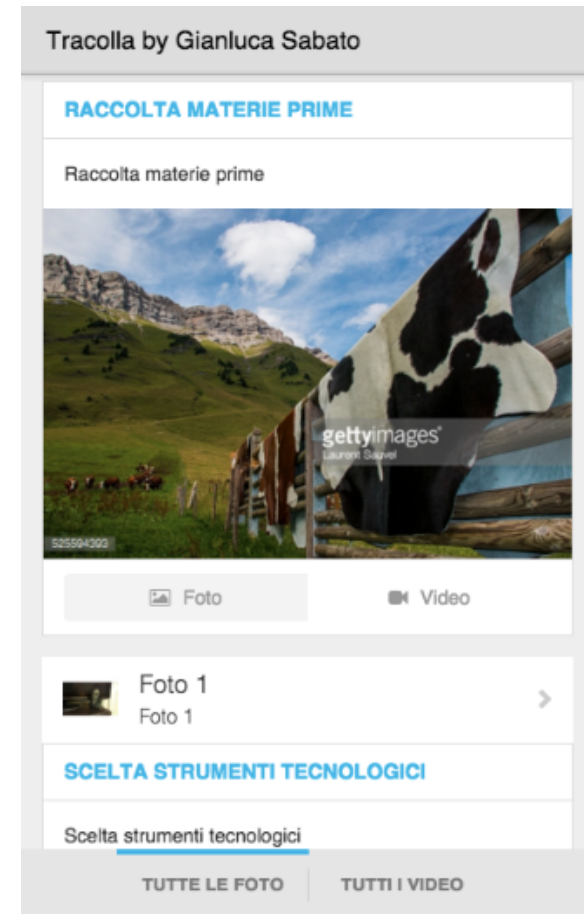 Tracolla by Gianluca Sabato
RACCOLTA MATERIE PRIME
Raccolta materie prime
gettyimages®
Laurent Sauvel
525594393
Foto
Video
Foto 1
Foto 1
SCELTA STRUMENTI TECNOLOGICI
Scelta strumenti tecnologici
TUTTE LE FOTO
TUTTI I VIDEO